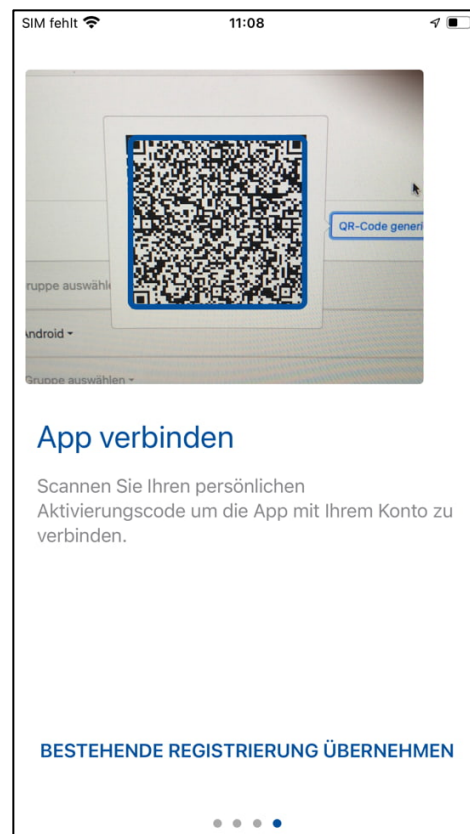 SIM fehlt
11:08
QR-Code generi
ruppe auswähle
Android
Gruppe auswählen
App verbinden
Scannen Sie Ihren persönlichen
Aktivierungscode um die App mit Ihrem Konto zu
verbinden.
BESTEHENDE REGISTRIERUNG ÜBERNEHMEN